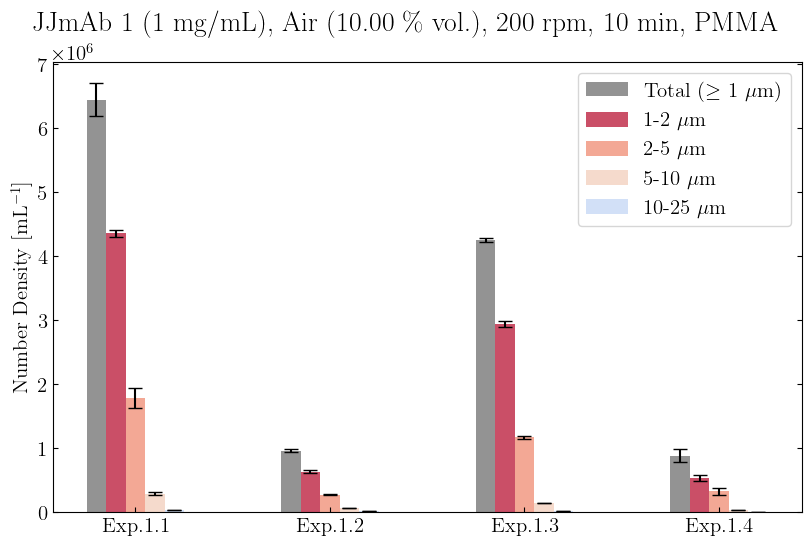 JJmAb 1 (1 mg/mL), Air (10.00 % vol.), 200 rpm, 10 min, PMMA
×10⁶
7
6
5
4
3
2
1
0
Number Density [mL⁻¹]
Total (≥ 1 μm)
1-2 μm
2-5 μm
5-10 μm
10-25 μm
Exp.1.1 Exp.1.2 Exp.1.3 Exp.1.4